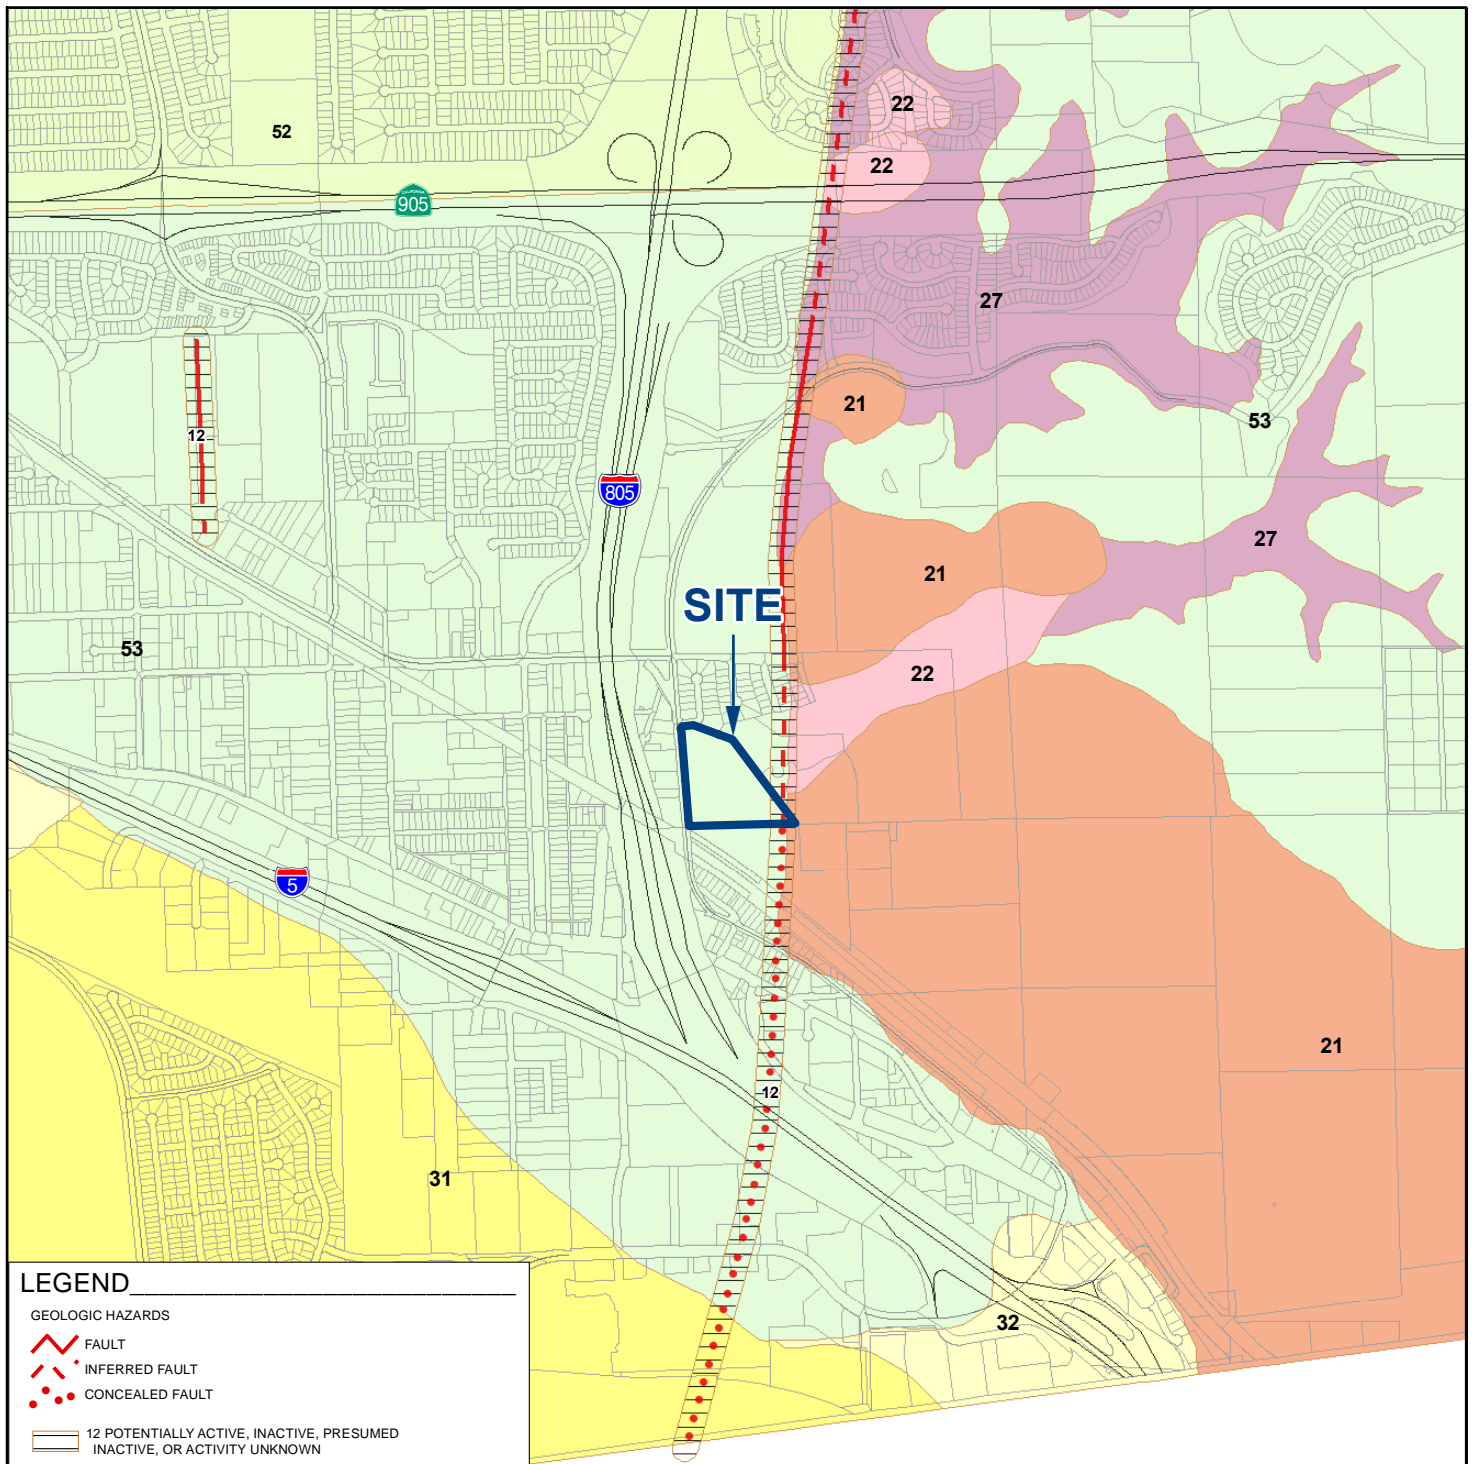 22
52
22
CALIFORNIA
905
27
21
53
12
805
27
21
SITE
53
22
5
21
12
31
32
LEGEND
GEOLOGIC HAZARDS
FAULT
INFERRED FAULT
CONCEALED FAULT
12 POTENTIALLY ACTIVE, INACTIVE, PRESUMED
INACTIVE, OR ACTIVITY UNKNOWN